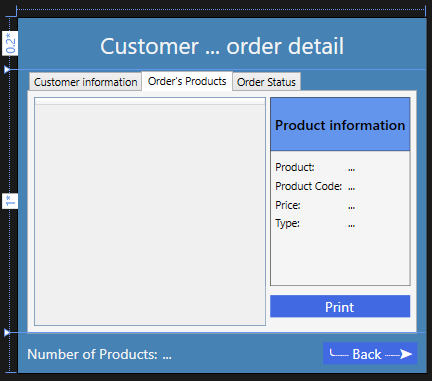 Customer ... order detail
0.2*
Customer information Order's Products Order Status
Product information
Product: ...
Product Code: ...
Price: ...
Type: ...
1*
Print
Number of Products: ...
Back